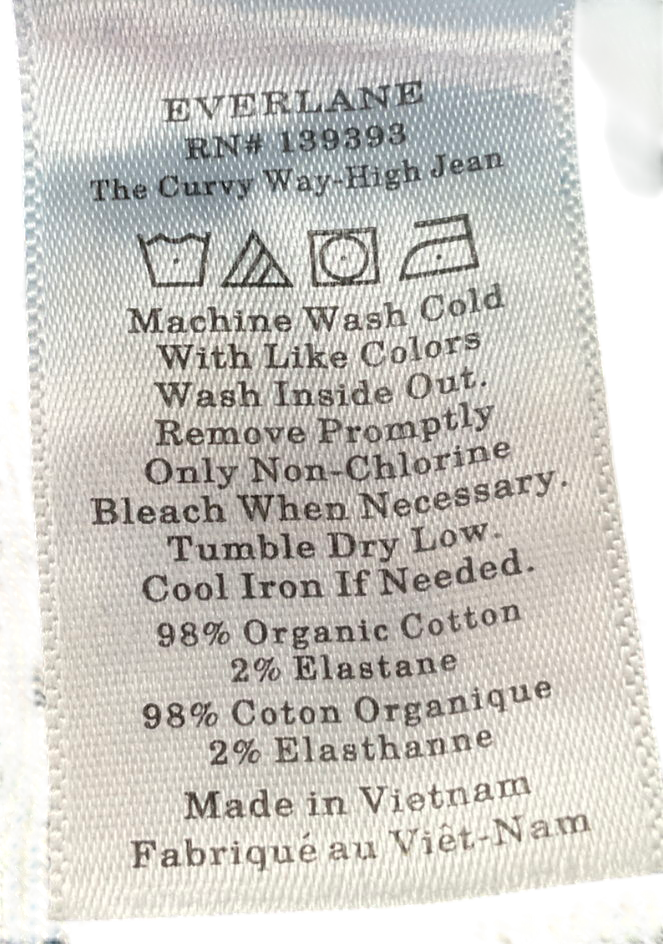 EVERLANE
RN# 139393
The Curvy Way-High Jean
Machine Wash Cold
With Like Colors
Wash Inside Out.
Remove Promptly
Only Non-Chlorine
Bleach When Necessary.
Tumble Dry Low.
Cool Iron If Needed.
98% Organic Cotton
2% Elastane
98% Coton Organique
2% Elasthanne
Made in Vietnam
Fabriqué au Viêt-Nam